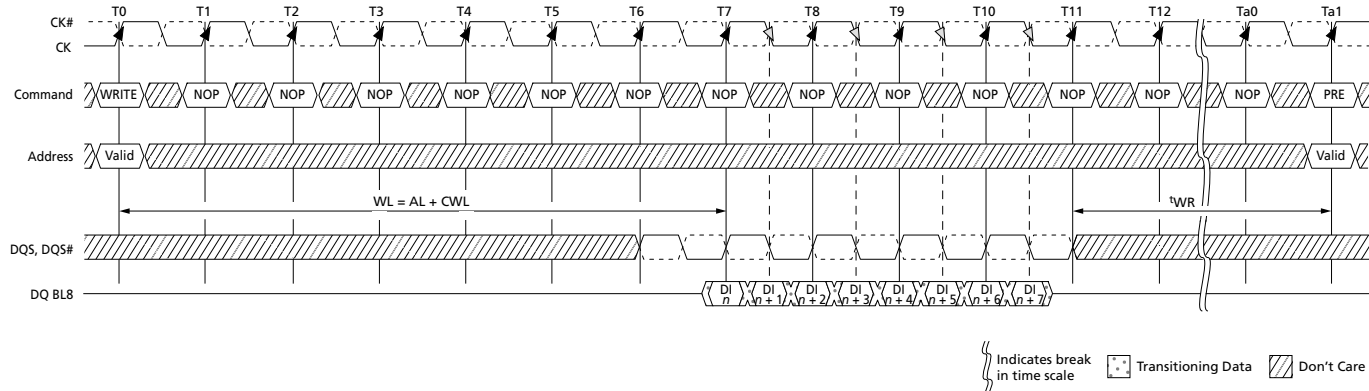 T0 T1 T2 T3 T4 T5 T6 T7 T8 T9 T10 T11 T12 Ta0 Ta1
CK#
CK
Command WRITE NOP NOP NOP NOP NOP NOP NOP NOP NOP NOP NOP NOP NOP PRE
Address Valid Valid
WL = AL + CWL tWR
DQS, DQS#
DQ BL8 DI n DI n + 1 DI n + 2 DI n + 3 DI n + 4 DI n + 5 DI n + 6 DI n + 7
Indicates break in time scale Transitioning Data Don't Care